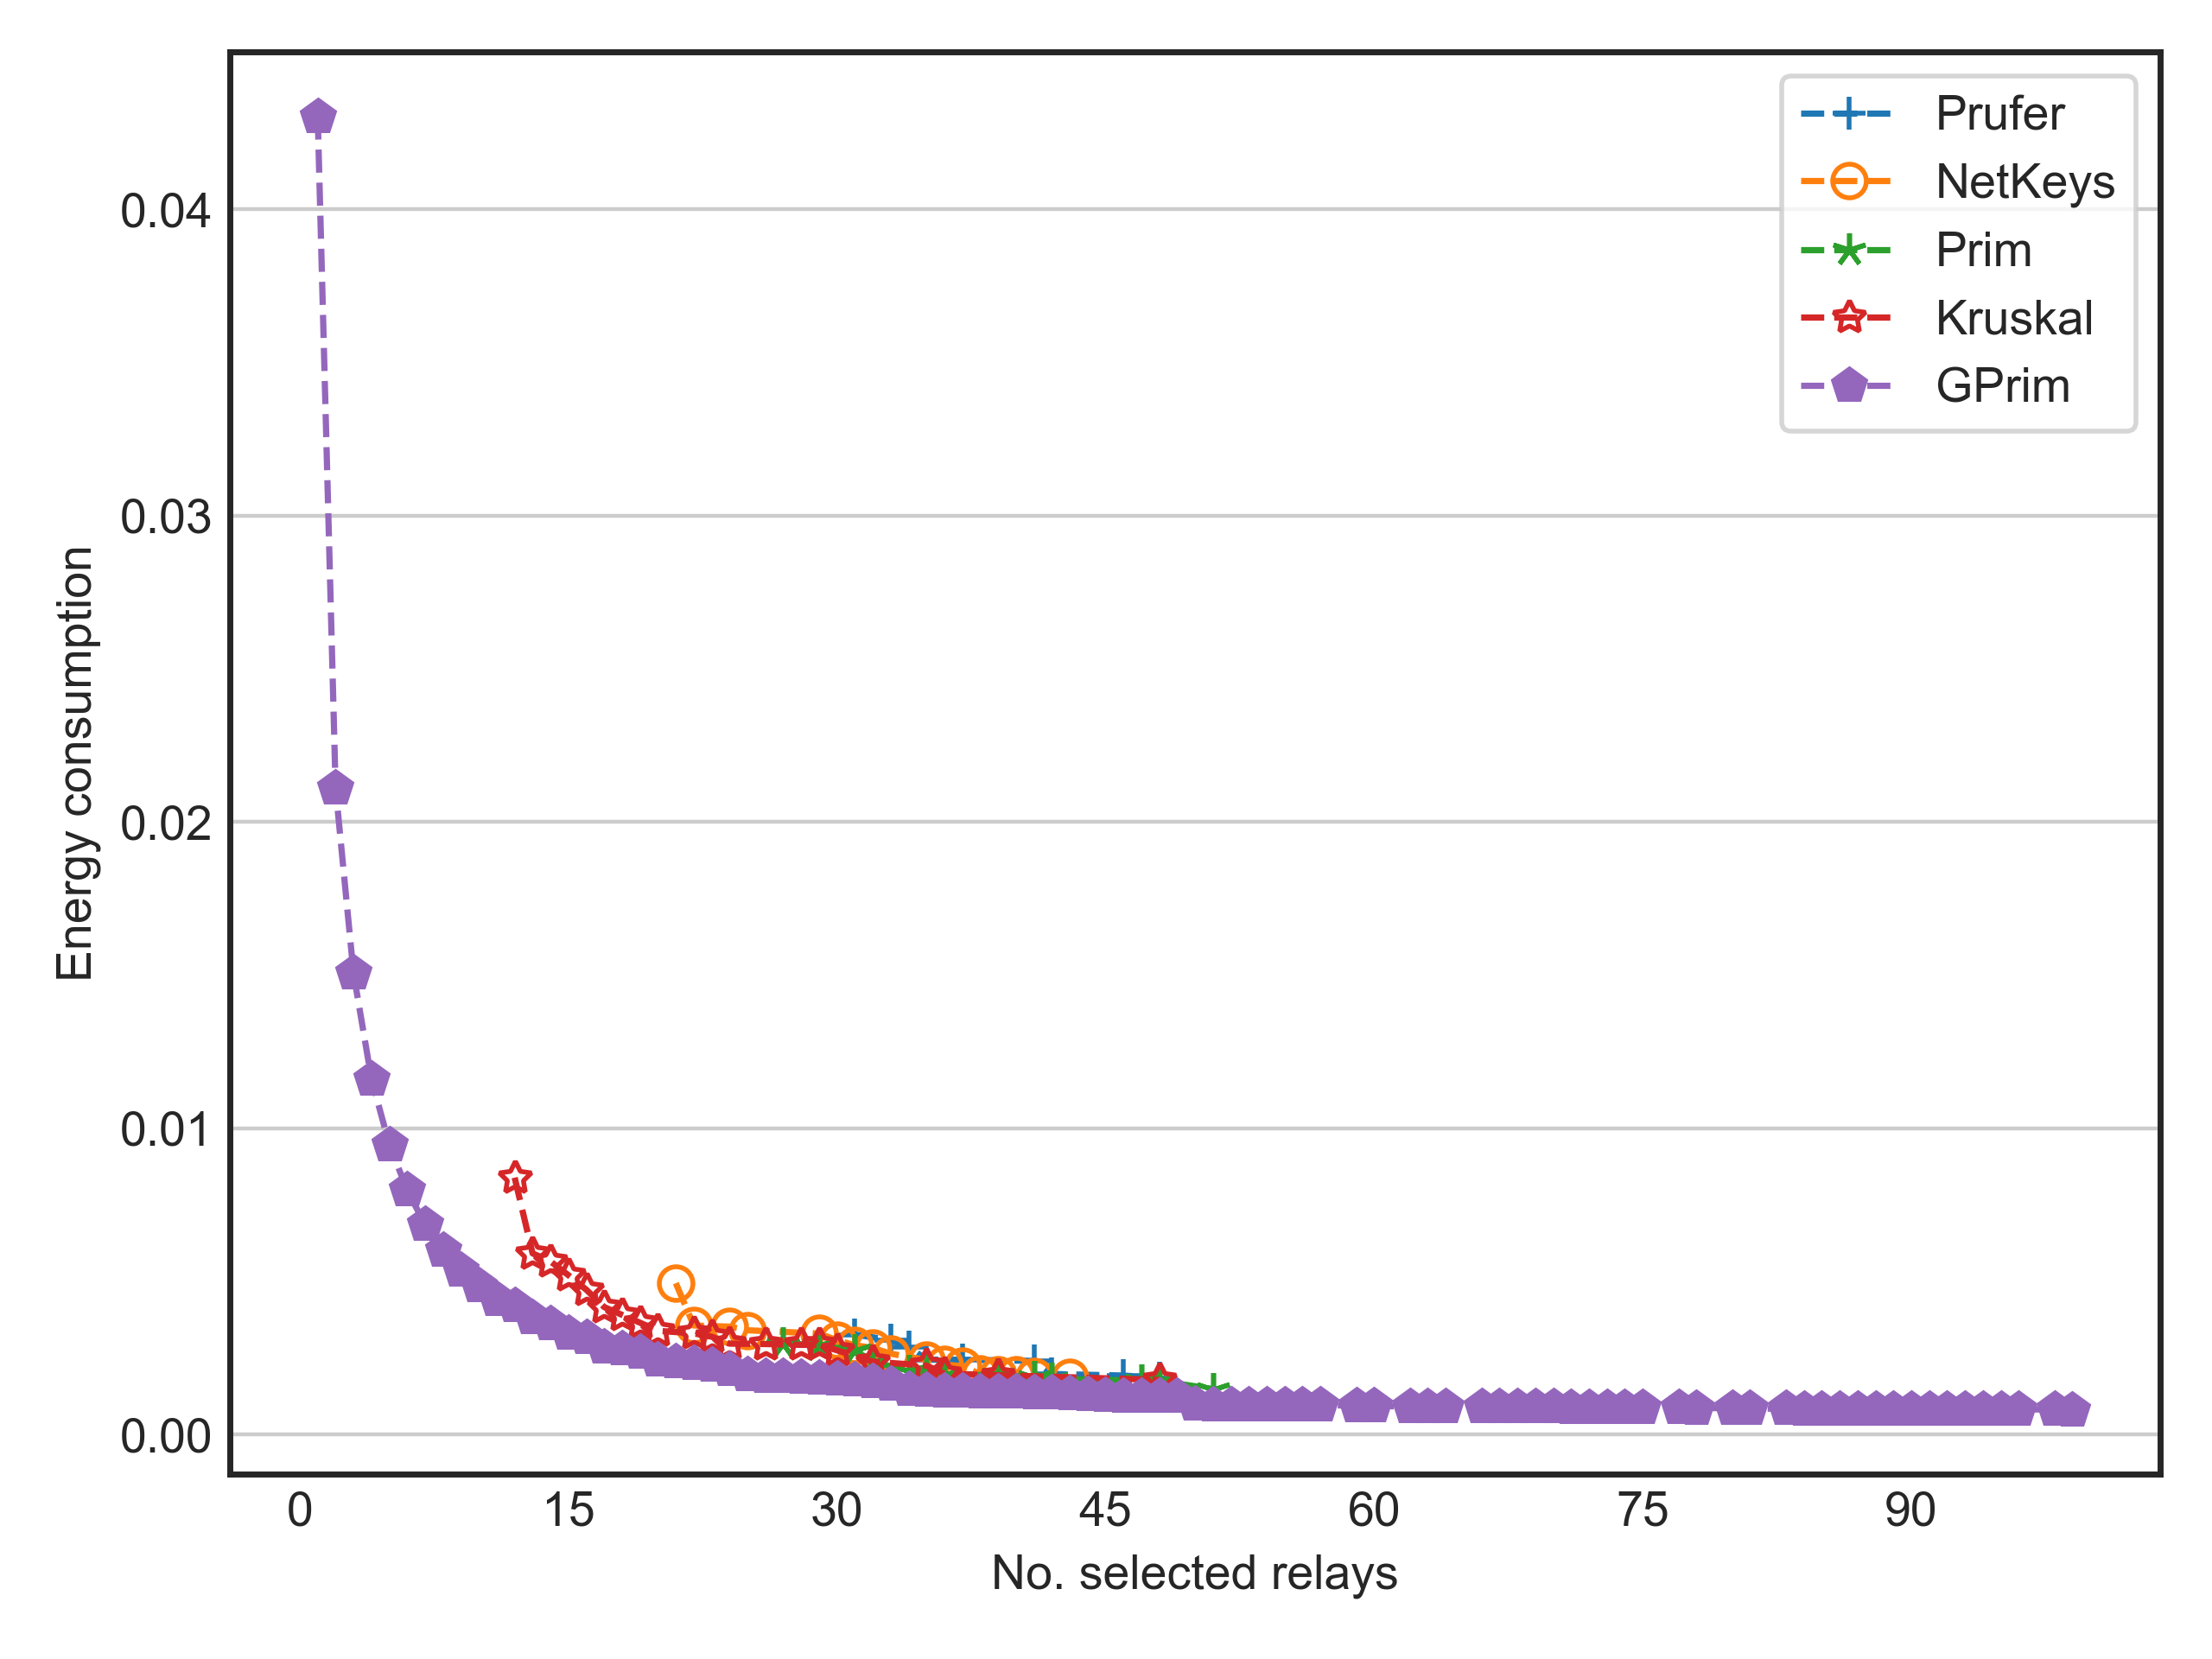 Prufer
NetKeys
Prim
Kruskal
GPrim
Energy consumption
0.04
0.03
0.02
0.01
0.00
0 15 30 45 60 75 90
No. selected relays